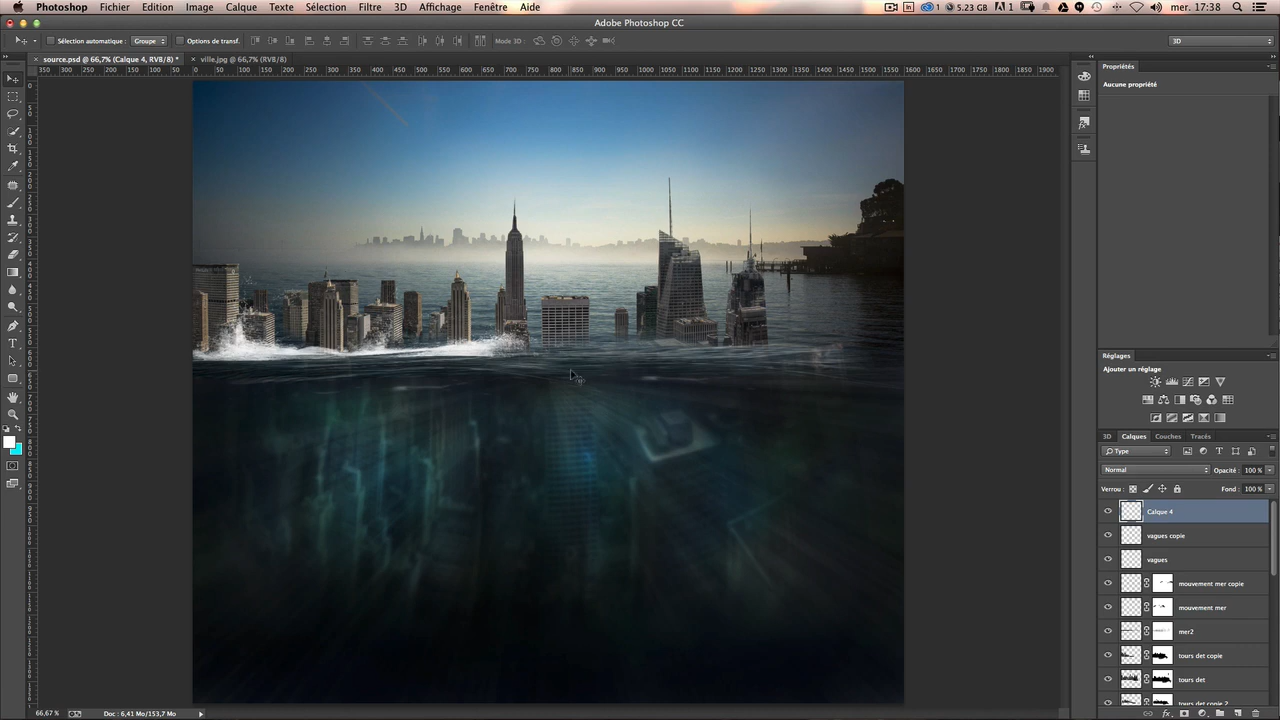 Photoshop Fichier Edition Image Calque Texte Sélection Filtre 3D Affichage Fenêtre Aide 1 5.23 GB 1 mer. 17:38
Adobe Photoshop CC
Sélection automatique : Groupe Options de transf. Mode 3D : 3D
source.psd @ 66,7% (Calque 4, RVB/8) * ville.jpg @ 66,7% (RVB/8)
350 300 250 200 150 100 50 0 50 100 150 200 250 300 350 400 450 500 550 600 650 700 750 800 850 900 950 1000 1050 1100 1150 1200 1250 1300 1350 1400 1450 1500 1550 1600 1650 1700 1750 1800 1850 1900
Propriétés
Aucune propriété
Réglages
Ajouter un réglage
3D Calques Couches Tracés
Type
Normal Opacité : 100 %
Verrou : Fond : 100 %
Calque 4
vagues copie
vagues
mouvement mer copie
mouvement mer
mer2
tours det copie
tours det
tours det copie 2
66,67 % Doc : 6,41 Mo/153,7 Mo